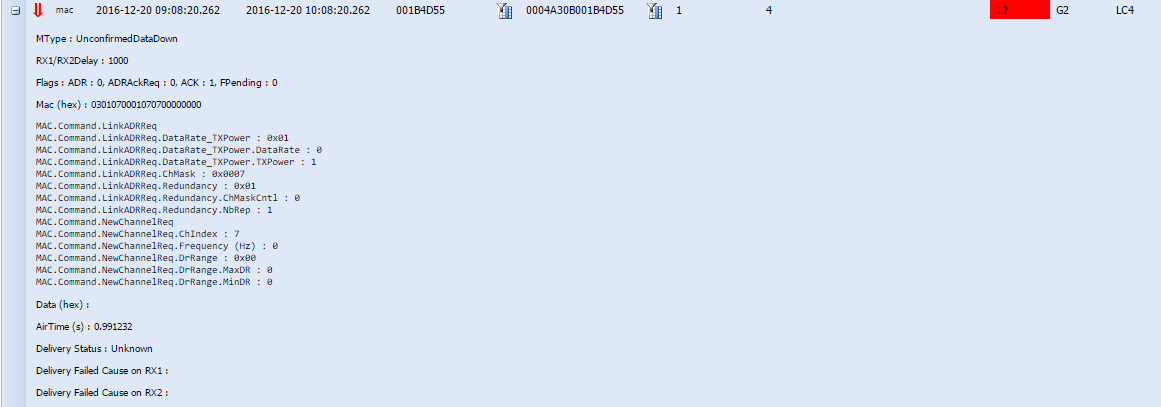 mac 2016-12-20 09:08:20.262 2016-12-20 10:08:20.262 001B4D55 0004A30B001B4D55 1 4 12 G2 LC4
MType : UnconfirmedDataDown
RX1/RX2Delay : 1000
Flags : ADR : 0, ADRAckReq : 0, ACK : 1, FPending : 0
Mac (hex) : 0301070001070700000000
MAC.Command.LinkADRReq
MAC.Command.LinkADRReq.DataRate_TXPower : 0x01
MAC.Command.LinkADRReq.DataRate_TXPower.DataRate : 0
MAC.Command.LinkADRReq.DataRate_TXPower.TXPower : 1
MAC.Command.LinkADRReq.ChMask : 0x0007
MAC.Command.LinkADRReq.Redundancy : 0x01
MAC.Command.LinkADRReq.Redundancy.ChMaskCntl : 0
MAC.Command.LinkADRReq.Redundancy.NbRep : 1
MAC.Command.NewChannelReq
MAC.Command.NewChannelReq.ChIndex : 7
MAC.Command.NewChannelReq.Frequency (Hz) : 0
MAC.Command.NewChannelReq.DrRange : 0x00
MAC.Command.NewChannelReq.DrRange.MaxDR : 0
MAC.Command.NewChannelReq.DrRange.MinDR : 0
Data (hex) :
AirTime (s) : 0.991232
Delivery Status : Unknown
Delivery Failed Cause on RX1 :
Delivery Failed Cause on RX2 :